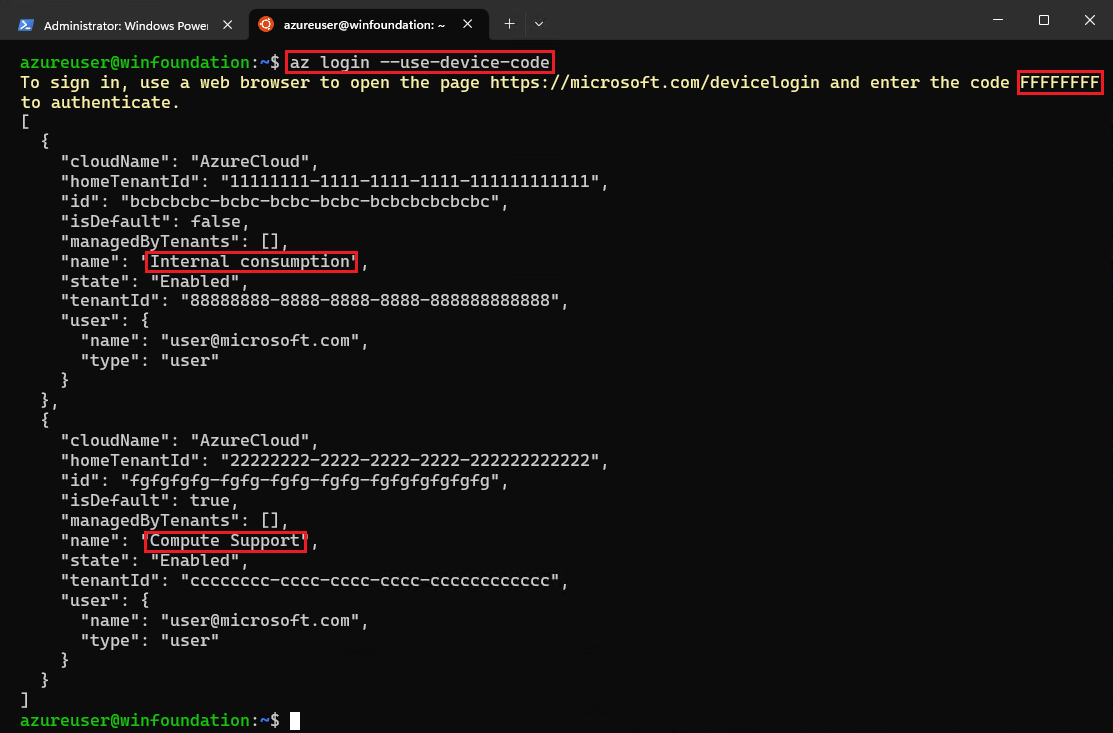 Administrator: Windows Power
azureuser@winfoundation: ~
azureuser@winfoundation:~$ az login --use-device-code
To sign in, use a web browser to open the page https://microsoft.com/devicelogin and enter the code FFFFFFFF
to authenticate.
[
  {
    "cloudName": "AzureCloud",
    "homeTenantId": "11111111-1111-1111-1111-111111111111",
    "id": "bcbcbcbc-bcbc-bcbc-bcbc-bcbcbcbcbcbc",
    "isDefault": false,
    "managedByTenants": [],
    "name": "Internal consumption",
    "state": "Enabled",
    "tenantId": "88888888-8888-8888-8888-888888888888",
    "user": {
      "name": "user@microsoft.com",
      "type": "user"
    }
  },
  {
    "cloudName": "AzureCloud",
    "homeTenantId": "22222222-2222-2222-2222-222222222222",
    "id": "fgfgfgfg-fgfg-fgfg-fgfg-fgfgfgfgfgfg",
    "isDefault": true,
    "managedByTenants": [],
    "name": "Compute Support",
    "state": "Enabled",
    "tenantId": "cccccccc-cccc-cccc-cccc-cccccccccccc",
    "user": {
      "name": "user@microsoft.com",
      "type": "user"
    }
  }
]
azureuser@winfoundation:~$